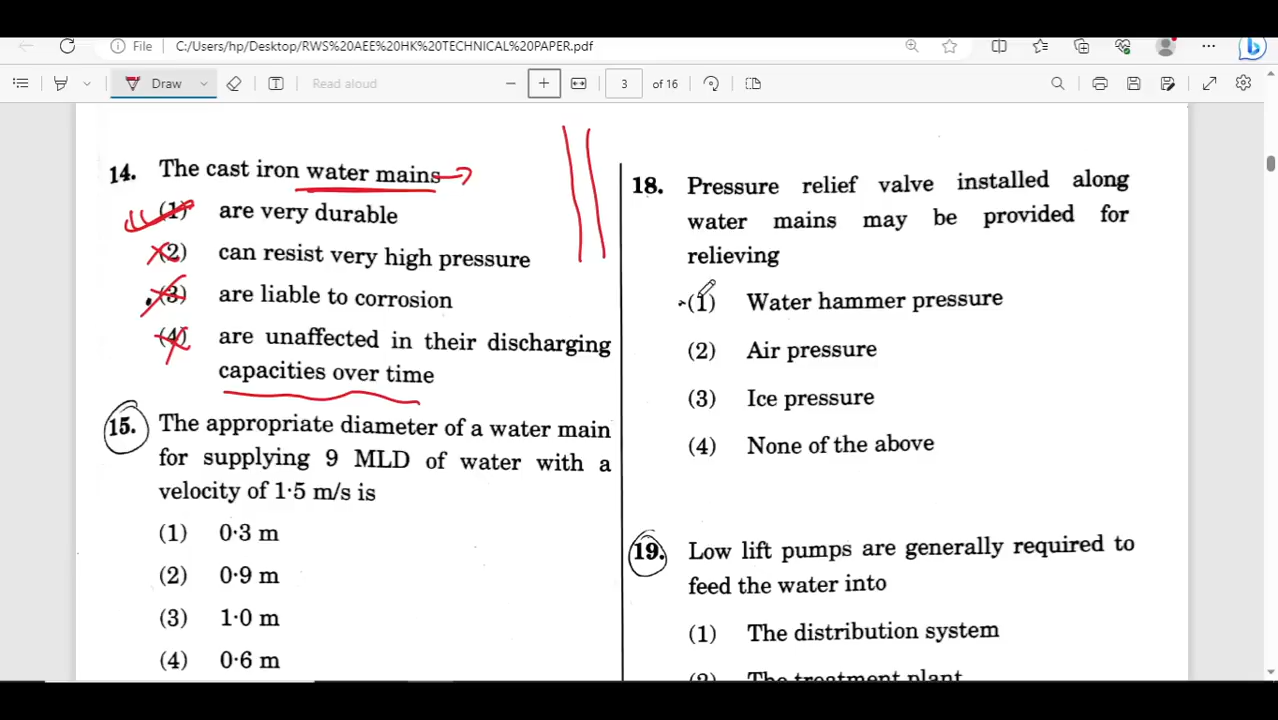 File
C:/Users/hp/Desktop/RWS%20AEE%20HK%20TECHNICAL%20PAPER.pdf
Draw
Read aloud
3
of 16
14. The cast iron water mains
(1) are very durable
(2) can resist very high pressure
(3) are liable to corrosion
(4) are unaffected in their discharging
capacities over time
15. The appropriate diameter of a water main
for supplying 9 MLD of water with a
velocity of 1·5 m/s is
(1) 0·3 m
(2) 0·9 m
(3) 1·0 m
(4) 0·6 m
18. Pressure relief valve installed along
water mains may be provided for
relieving
(1) Water hammer pressure
(2) Air pressure
(3) Ice pressure
(4) None of the above
19. Low lift pumps are generally required to
feed the water into
(1) The distribution system
(2) The treatment plant